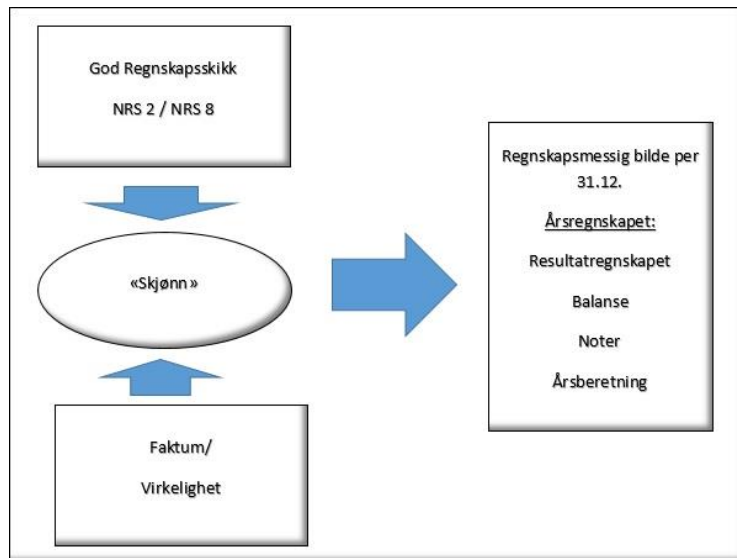 God Regnskapsskikk
NRS 2 / NRS 8
«Skjønn»
Faktum/
Virkelighet
Regnskapsmessig bilde per
31.12.
Årsregnskapet:
Resultatregnskapet
Balanse
Noter
Årsberetning